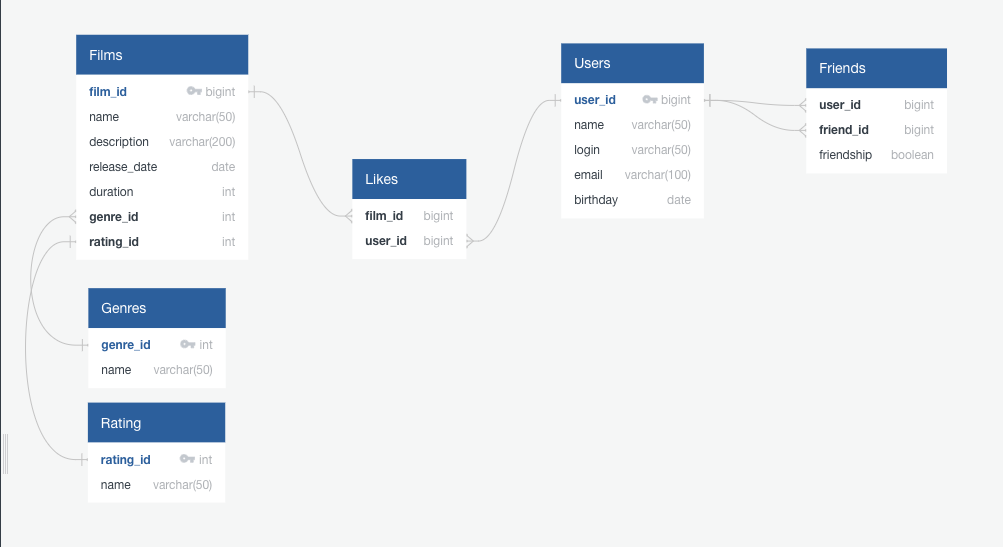 Films
film_id bigint
name varchar(50)
description varchar(200)
release_date date
duration int
genre_id int
rating_id int
Genres
genre_id int
name varchar(50)
Rating
rating_id int
name varchar(50)
Likes
film_id bigint
user_id bigint
Users
user_id bigint
name varchar(50)
login varchar(50)
email varchar(100)
birthday date
Friends
user_id bigint
friend_id bigint
friendship boolean